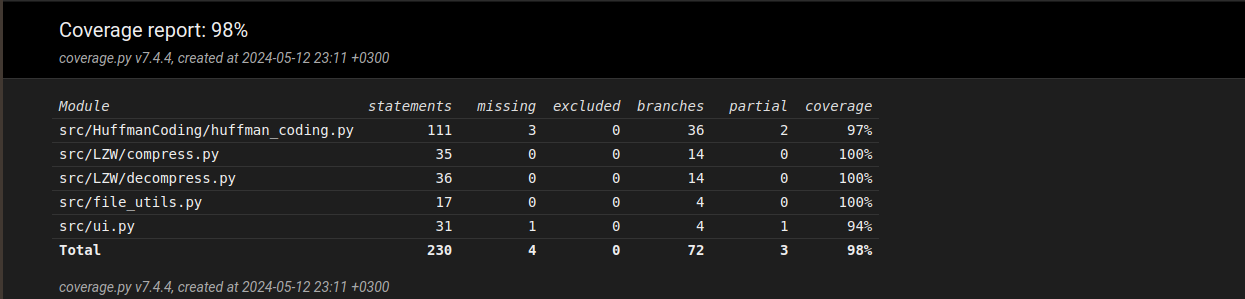 Coverage report: 98%
coverage.py v7.4.4, created at 2024-05-12 23:11 +0300
Module statements missing excluded branches partial coverage
src/HuffmanCoding/huffman_coding.py 111 3 0 36 2 97%
src/LZW/compress.py 35 0 0 14 0 100%
src/LZW/decompress.py 36 0 0 14 0 100%
src/file_utils.py 17 0 0 4 0 100%
src/ui.py 31 1 0 4 1 94%
Total 230 4 0 72 3 98%
coverage.py v7.4.4, created at 2024-05-12 23:11 +0300